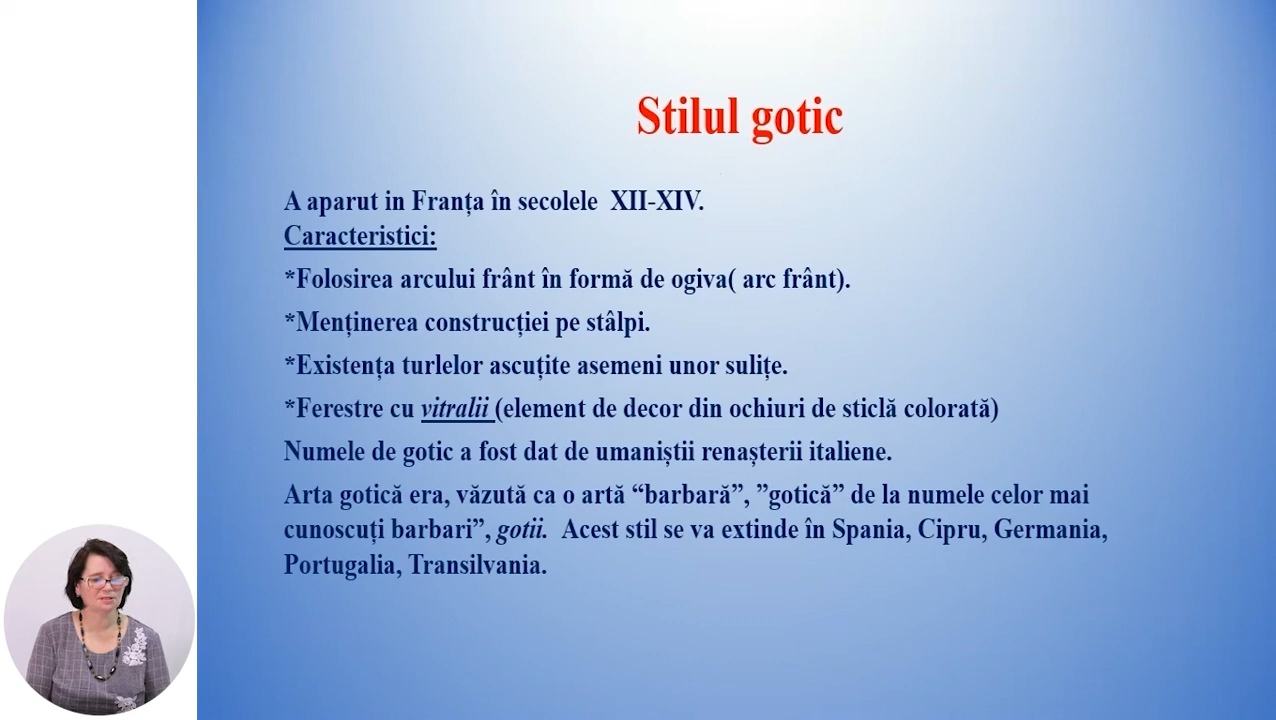 Stilul gotic
A aparut in Franța în secolele XII-XIV.
Caracteristici:
*Folosirea arcului frânt în formă de ogiva( arc frânt).
*Menținerea construcției pe stâlpi.
*Existența turlelor ascuțite asemeni unor sulițe.
*Ferestre cu vitralii (element de decor din ochiuri de sticlă colorată)
Numele de gotic a fost dat de umaniștii renașterii italiene.
Arta gotică era, văzută ca o artă “barbară”, ”gotică” de la numele celor mai
cunoscuți barbari”, gotii. Acest stil se va extinde în Spania, Cipru, Germania,
Portugalia, Transilvania.